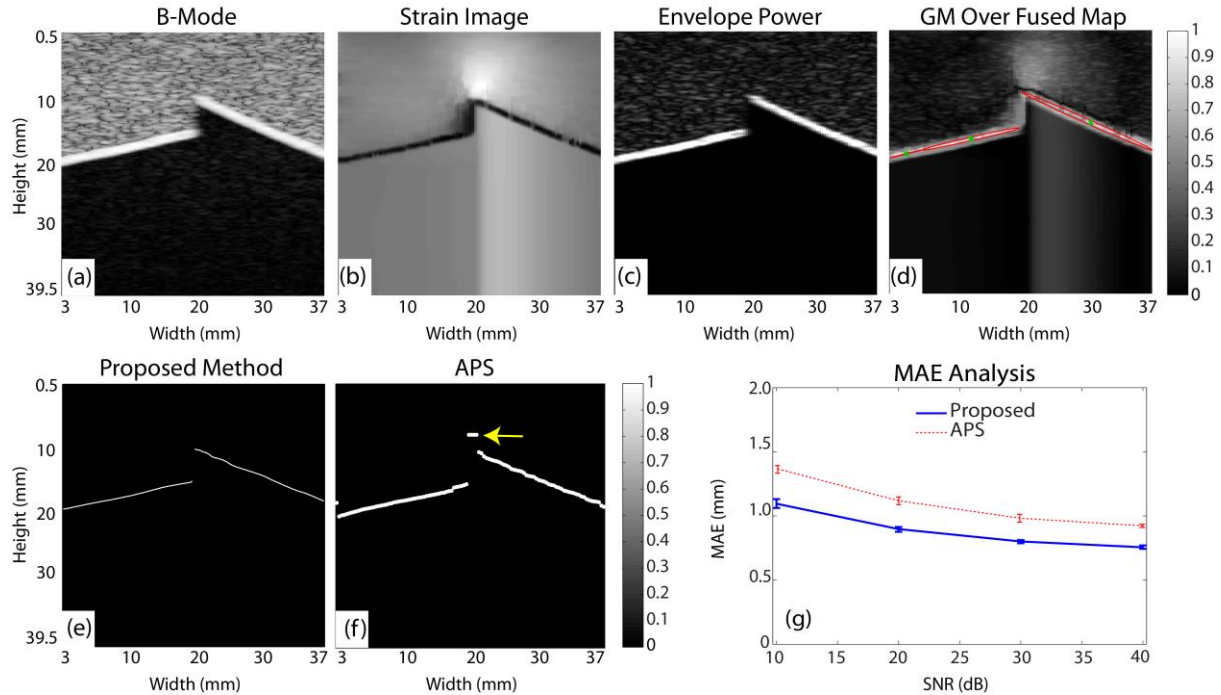 B-Mode
Strain Image
Envelope Power
GM Over Fused Map
0.5
10
20
30
39.5
Height (mm)
(a)
(b)
(c)
(d)
1
0.9
0.8
0.7
0.6
0.5
0.4
0.3
0.2
0.1
0
3 10 20 30 37
3 10 20 30 37
3 10 20 30 37
3 10 20 30 37
Width (mm)
Width (mm)
Width (mm)
Width (mm)
Proposed Method
APS
MAE Analysis
0.5
10
20
30
39.5
Height (mm)
(e)
(f)
1
0.9
0.8
0.7
0.6
0.5
0.4
0.3
0.2
0.1
0
3 10 20 30 37
3 10 20 30 37
Width (mm)
Width (mm)
2.0
1.5
1.0
0.5
0
MAE (mm)
Proposed
APS
(g)
10 15 20 25 30 35 40
SNR (dB)